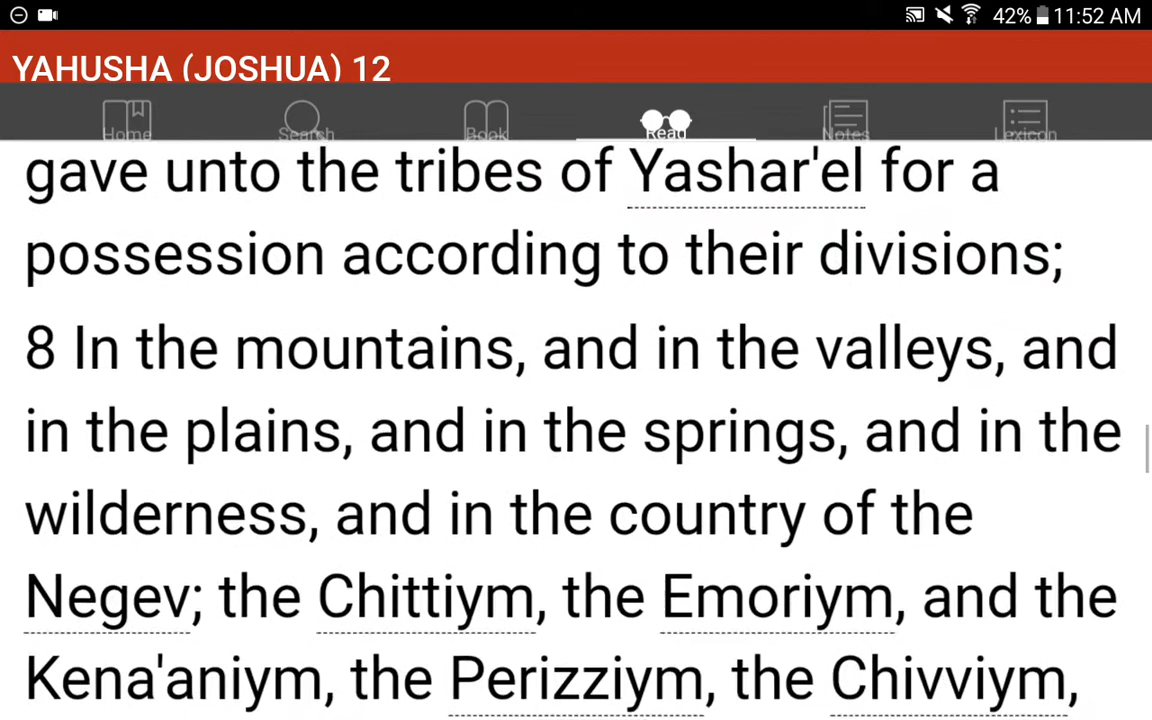 42% 11:52 AM
YAHUSHA (JOSHUA) 12
Home Search Book Read Notes Lexicon
gave unto the tribes of Yashar'el for a
possession according to their divisions;
8 In the mountains, and in the valleys, and
in the plains, and in the springs, and in the
wilderness, and in the country of the
Negev; the Chittiym, the Emoriym, and the
Kena'aniym, the Perizziym, the Chivviym,